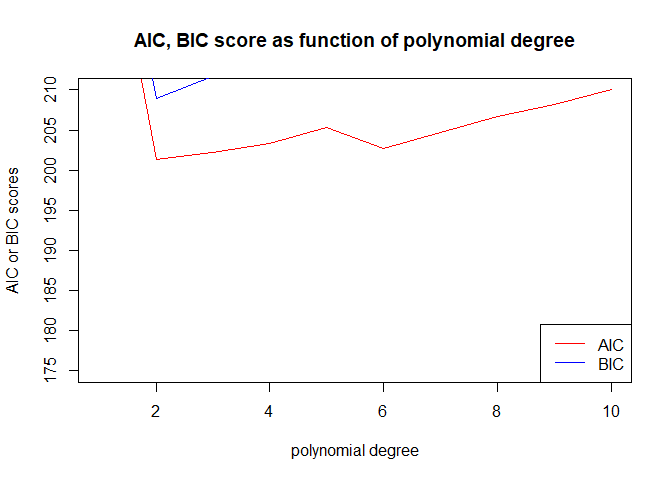 AIC, BIC score as function of polynomial degree
AIC or BIC scores
210
205
200
195
190
185
180
175
AIC
BIC
2 4 6 8 10
polynomial degree